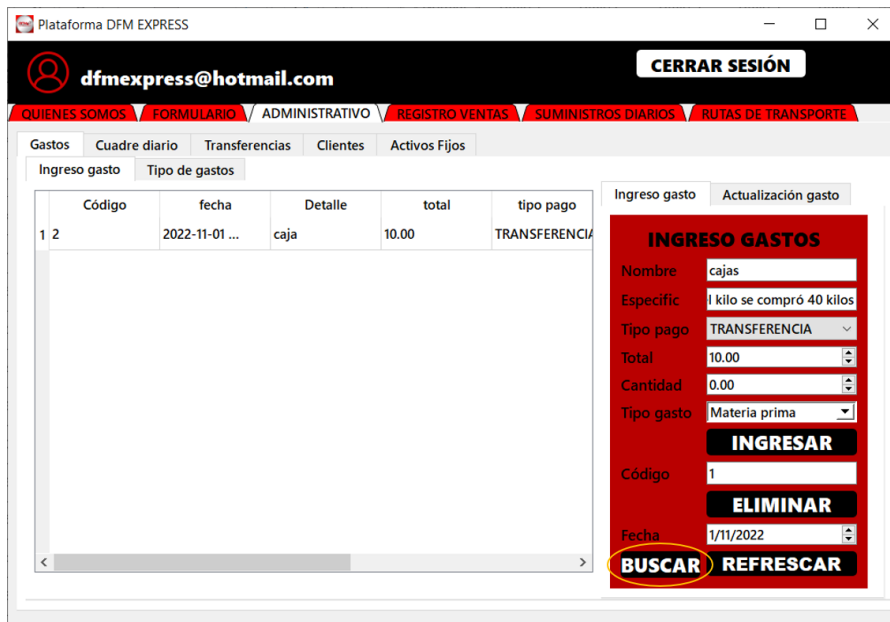 Plataforma DFM EXPRESS
dfmexpress@hotmail.com
CERRAR SESIÓN
QUIENES SOMOS FORMULARIO ADMINISTRATIVO REGISTRO VENTAS SUMINISTROS DIARIOS RUTAS DE TRANSPORTE
Gastos Cuadre diario Transferencias Clientes Activos Fijos
Ingreso gasto Tipo de gastos
Código fecha Detalle total tipo pago
1 2 2022-11-01 ... caja 10.00 TRANSFERENCIA
Ingreso gasto Actualización gasto
INGRESO GASTOS
Nombre cajas
Especific l kilo se compró 40 kilos
Tipo pago TRANSFERENCIA
Total 10.00
Cantidad 0.00
Tipo gasto Materia prima
INGRESAR
Código 1
ELIMINAR
Fecha 1/11/2022
BUSCAR REFRESCAR